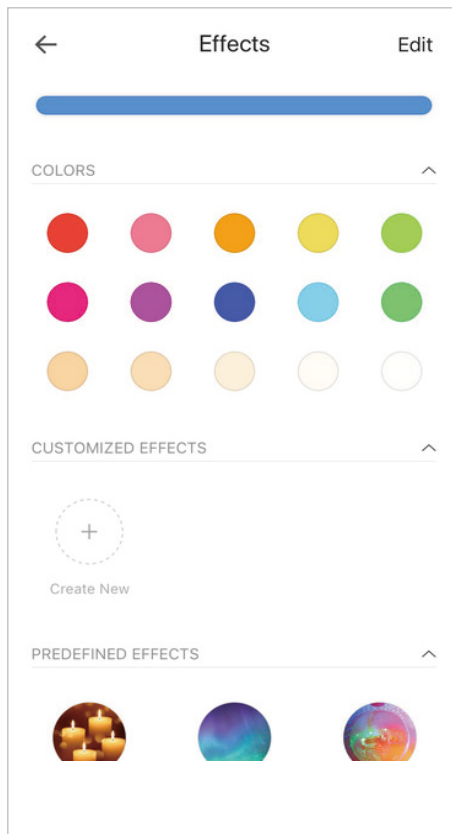 Effects
Edit
COLORS
CUSTOMIZED EFFECTS
Create New
PREDEFINED EFFECTS